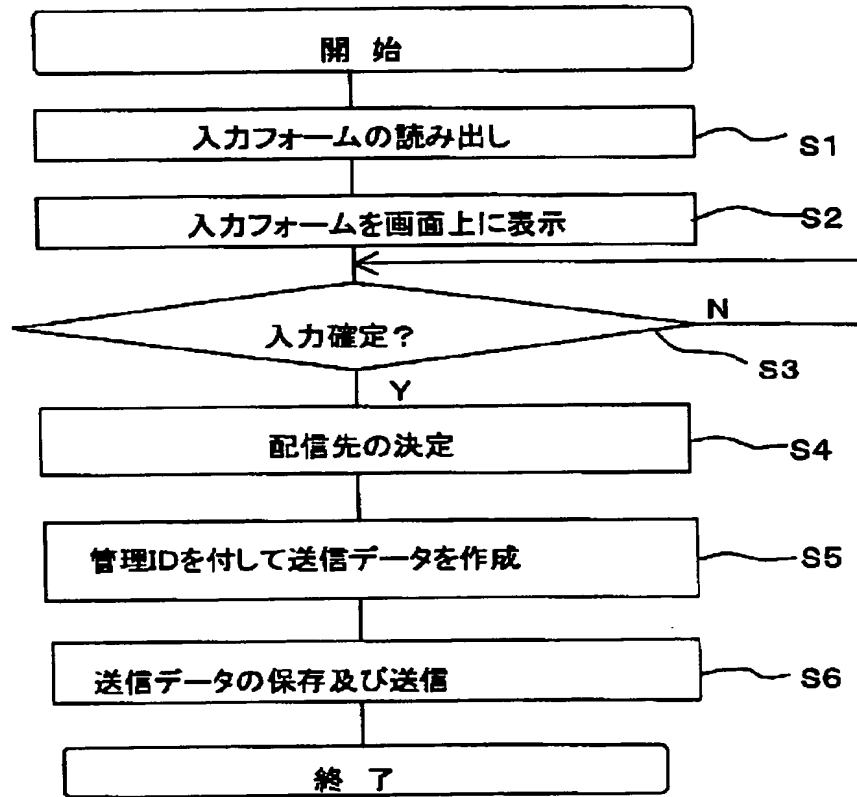 開 始
入力フォームの読み出し
S1
入力フォームを画面上に表示
S2
入力確定?
N
S3
Y
配信先の決定
S4
管理IDを付して送信データを作成
S5
送信データの保存及び送信
S6
終 了